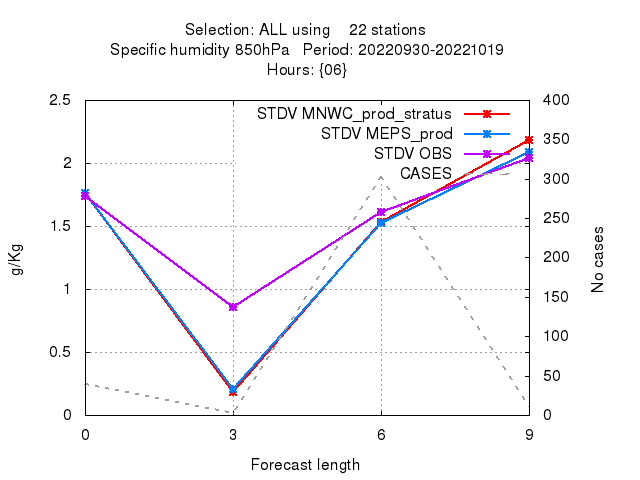 Selection: ALL using    22 stations
Specific humidity 850hPa   Period: 20220930-20221019
Hours: {06}
STDV MNWC_prod_stratus
STDV MEPS_prod
STDV OBS
CASES
g/Kg
2.5
2
1.5
1
0.5
0
No cases
400
350
300
250
200
150
100
50
0
0 3 6 9
Forecast length